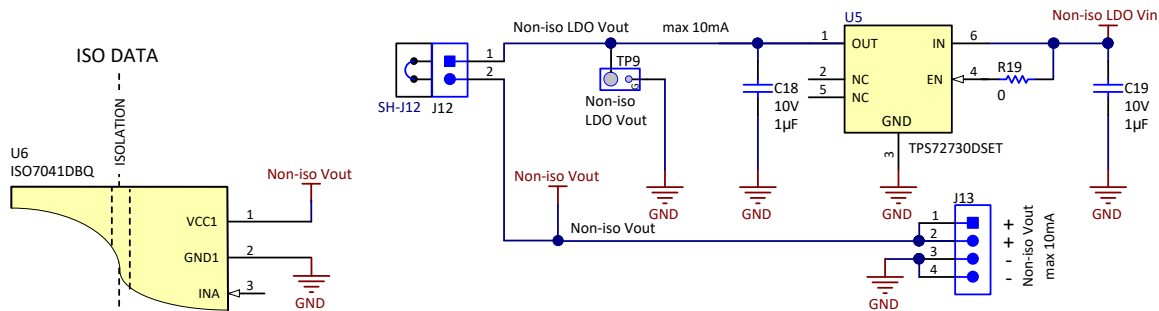 ISO DATA
ISOLATION
U6
ISO7041DBQ
VCC1
1
Non-iso Vout
GND1
2
GND
INA
3
SH-J12
J12
1
2
Non-iso LDO Vout
max 10mA
TP9
G
Non-iso
LDO Vout
C18
10V
1µF
GND
GND
U5
1
OUT
IN
6
2
NC
EN
4
5
NC
GND
3
TPS72730DSET
GND
R19
0
Non-iso LDO Vin
C19
10V
1µF
GND
Non-iso Vout
Non-iso Vout
J13
1
2
3
4
+
+
-
-
Non-iso Vout
max 10mA
GND